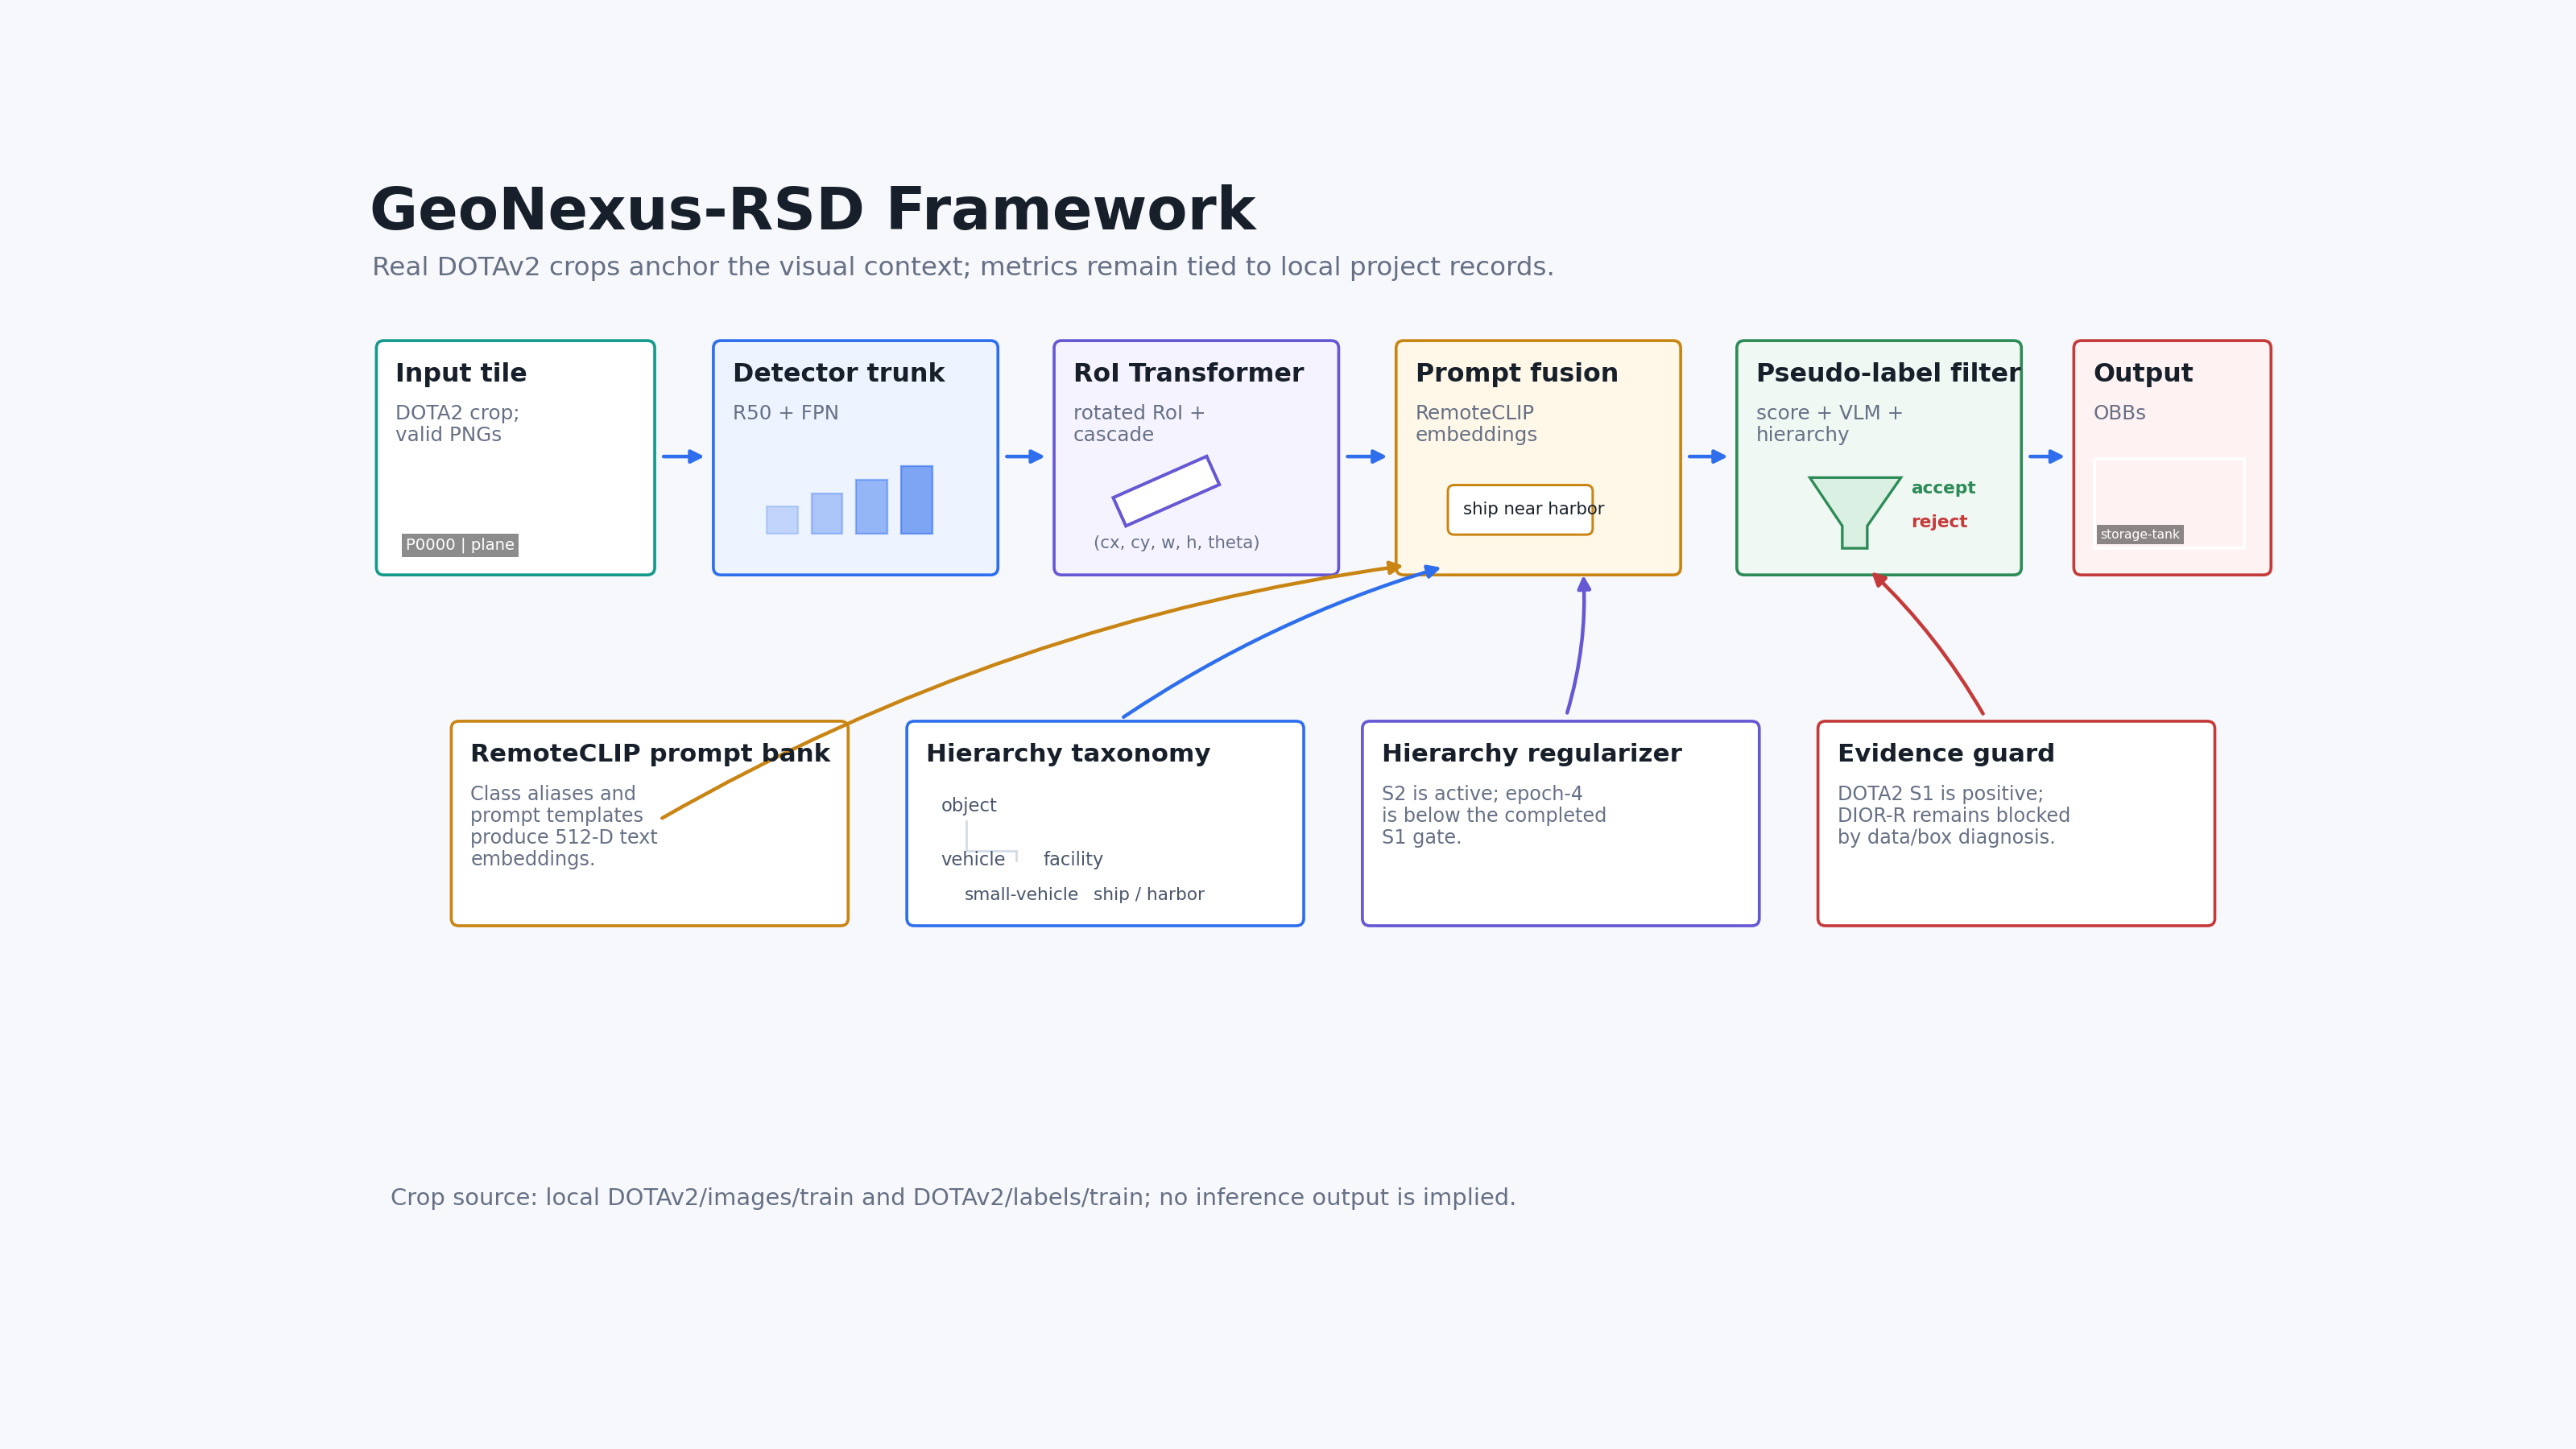 GeoNexus-RSD Framework
Real DOTAv2 crops anchor the visual context; metrics remain tied to local project records.
Input tile
DOTA2 crop;
valid PNGs
P0000 | plane
Detector trunk
R50 + FPN
RoI Transformer
rotated RoI +
cascade
(cx, cy, w, h, theta)
Prompt fusion
RemoteCLIP
embeddings
ship near harbor
Pseudo-label filter
score + VLM +
hierarchy
accept
reject
Output
OBBs
storage-tank
RemoteCLIP prompt bank
Class aliases and
prompt templates
produce 512-D text
embeddings.
Hierarchy taxonomy
object
vehicle facility
small-vehicle ship / harbor
Hierarchy regularizer
S2 is active; epoch-4
is below the completed
S1 gate.
Evidence guard
DOTA2 S1 is positive;
DIOR-R remains blocked
by data/box diagnosis.
Crop source: local DOTAv2/images/train and DOTAv2/labels/train; no inference output is implied.